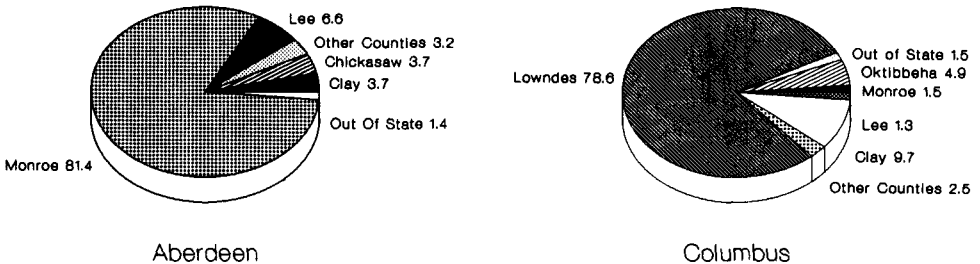 Lee 6.6
Other Counties 3.2
Chickasaw 3.7
Clay 3.7
Out Of State 1.4
Monroe 81.4
Aberdeen
Lowndes 78.6
Out of State 1.5
Oktibbeha 4.9
Monroe 1.5
Lee 1.3
Clay 9.7
Other Counties 2.5
Columbus